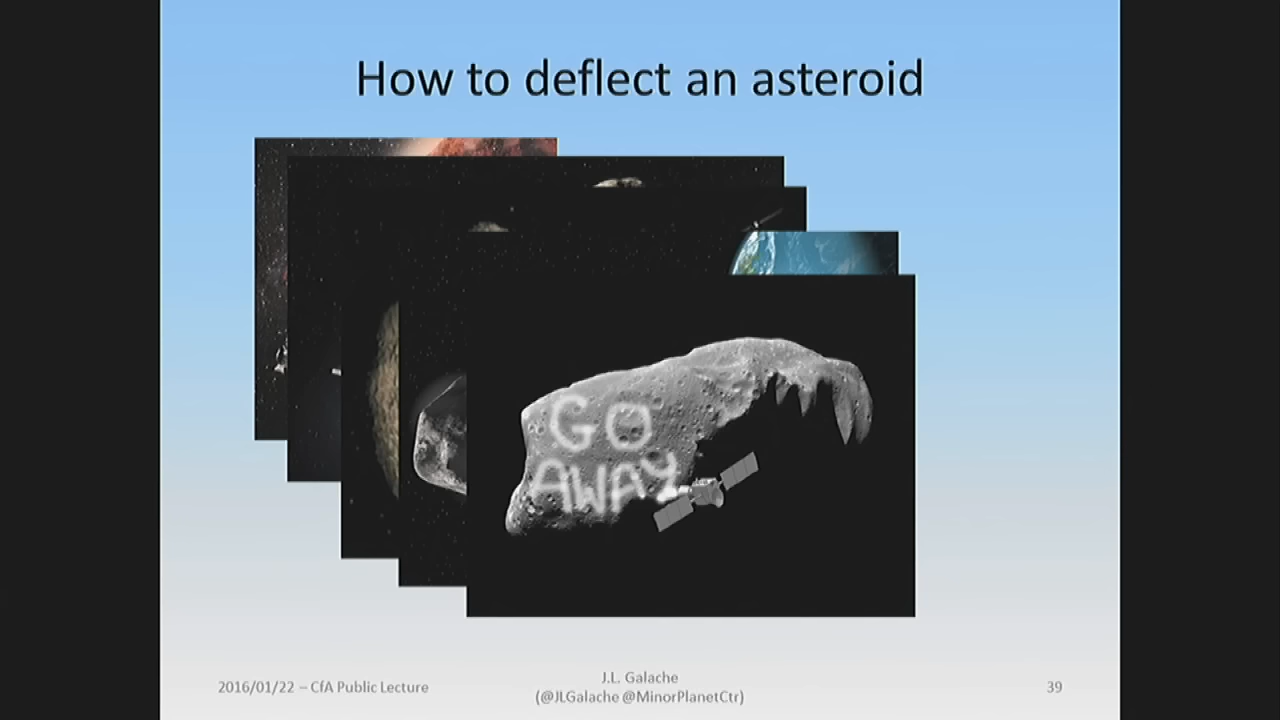 How to deflect an asteroid
GO
AWAY
2016/01/22 – CfA Public Lecture
J.L. Galache
(@JLGalache @MinorPlanetCtr)
39